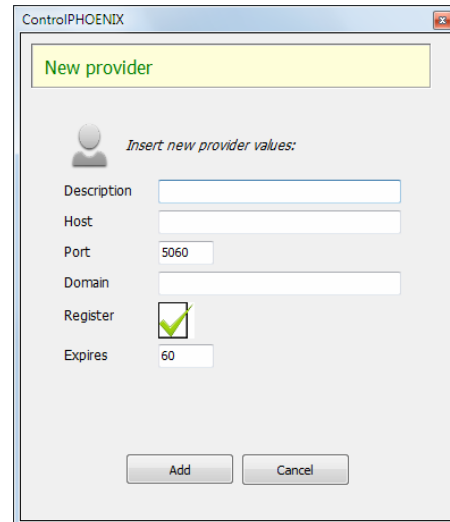 ControlPHOENIX
New provider
Insert new provider values:
Description
Host
Port 5060
Domain
Register
Expires 60
Add Cancel